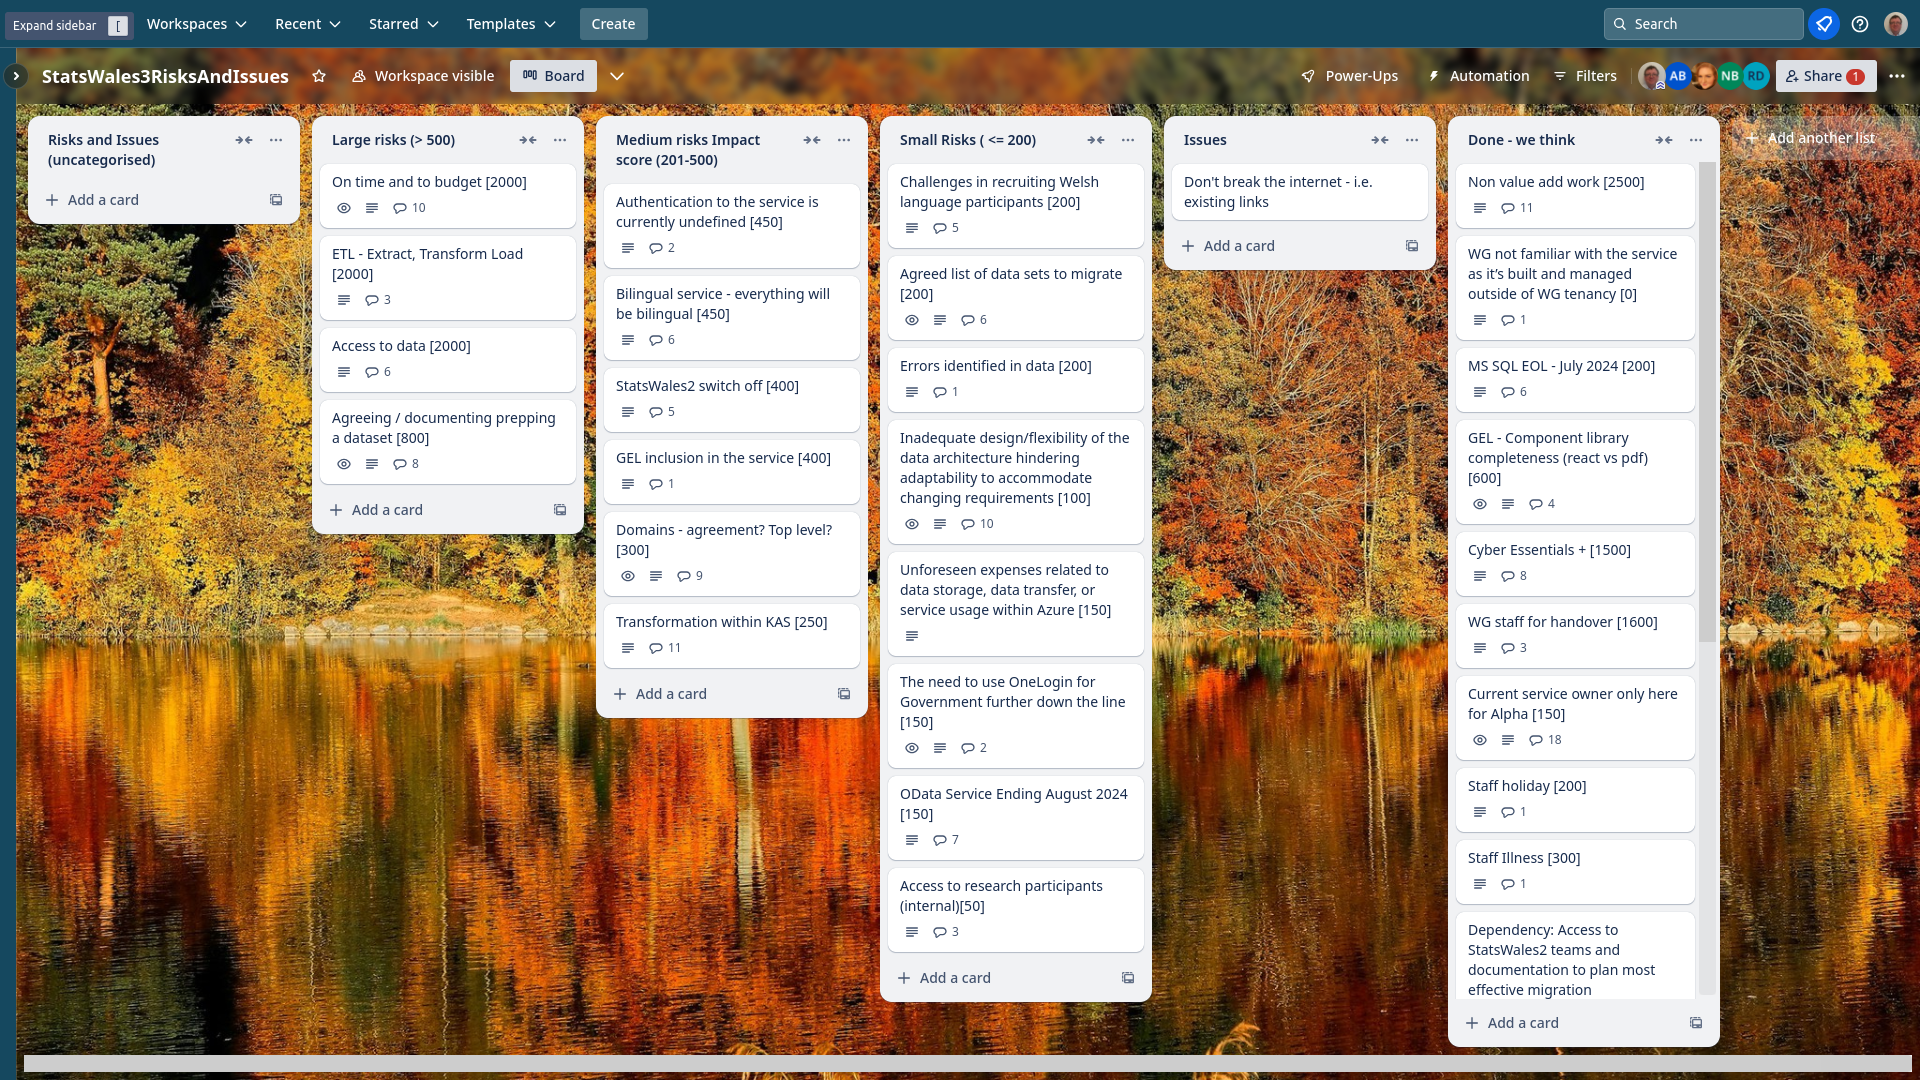 Expand sidebar [
Workspaces
Recent
Starred
Templates
Create
Search
StatsWales3RisksAndIssues
Workspace visible
Board
Power-Ups
Automation
Filters
AB
NB
RD
Share 1
Risks and Issues
(uncategorised)
Add a card
Large risks (> 500)
On time and to budget [2000]
10
ETL - Extract, Transform Load
[2000]
3
Access to data [2000]
6
Agreeing / documenting prepping
a dataset [800]
8
Add a card
Medium risks Impact
score (201-500)
Authentication to the service is
currently undefined [450]
2
Bilingual service - everything will
be bilingual [450]
6
StatsWales2 switch off [400]
5
GEL inclusion in the service [400]
1
Domains - agreement? Top level?
[300]
9
Transformation within KAS [250]
11
Add a card
Small Risks ( <= 200)
Challenges in recruiting Welsh
language participants [200]
5
Agreed list of data sets to migrate
[200]
6
Errors identified in data [200]
1
Inadequate design/flexibility of the
data architecture hindering
adaptability to accommodate
changing requirements [100]
10
Unforeseen expenses related to
data storage, data transfer, or
service usage within Azure [150]
The need to use OneLogin for
Government further down the line
[150]
2
OData Service Ending August 2024
[150]
7
Access to research participants
(internal)[50]
3
Add a card
Issues
Don't break the internet - i.e.
existing links
Add a card
Done - we think
Non value add work [2500]
11
WG not familiar with the service
as it’s built and managed
outside of WG tenancy [0]
1
MS SQL EOL - July 2024 [200]
6
GEL - Component library
completeness (react vs pdf)
[600]
4
Cyber Essentials + [1500]
8
WG staff for handover [1600]
3
Current service owner only here
for Alpha [150]
18
Staff holiday [200]
1
Staff Illness [300]
1
Dependency: Access to
StatsWales2 teams and
documentation to plan most
effective migration
Add a card
Add another list